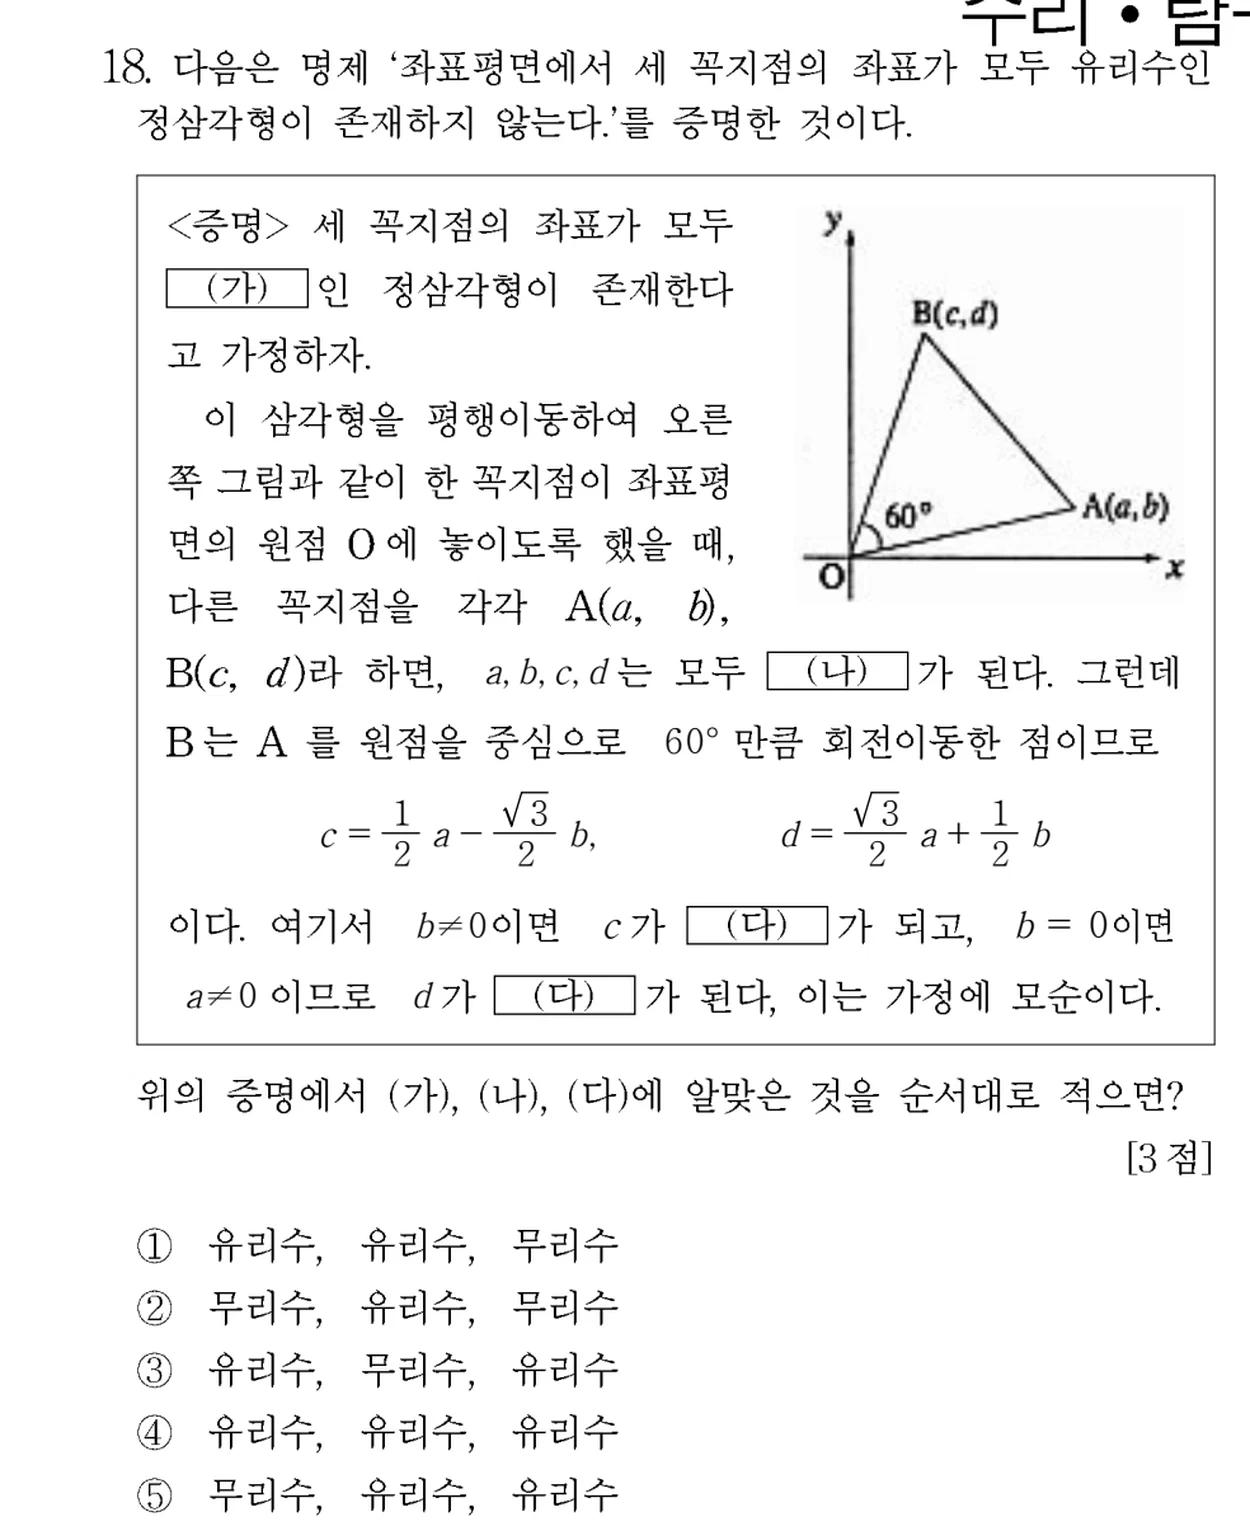 수리 • 탐구
18. 다음은 명제 ‘좌표평면에서 세 꼭지점의 좌표가 모두 유리수인
정삼각형이 존재하지 않는다.’를 증명한 것이다.
<증명> 세 꼭지점의 좌표가 모두
(가) 인 정삼각형이 존재한다
고 가정하자.
이 삼각형을 평행이동하여 오른
쪽 그림과 같이 한 꼭지점이 좌표평
면의 원점 O에 놓이도록 했을 때,
다른 꼭지점을 각각 A(a, b),
y
B(c,d)
60°
A(a,b)
O
x
B(c, d)라 하면, a, b, c, d는 모두 (나) 가 된다. 그런데
B는 A 를 원점을 중심으로 60° 만큼 회전이동한 점이므로
c = 1/2 a − √3/2 b, d = √3/2 a + 1/2 b
이다. 여기서 b≠0이면 c가 (다) 가 되고, b = 0이면
a≠0 이므로 d가 (다) 가 된다, 이는 가정에 모순이다.
위의 증명에서 (가), (나), (다)에 알맞은 것을 순서대로 적으면?
[3 점]
① 유리수, 유리수, 무리수
② 무리수, 유리수, 무리수
③ 유리수, 무리수, 유리수
④ 유리수, 유리수, 유리수
⑤ 무리수, 유리수, 유리수